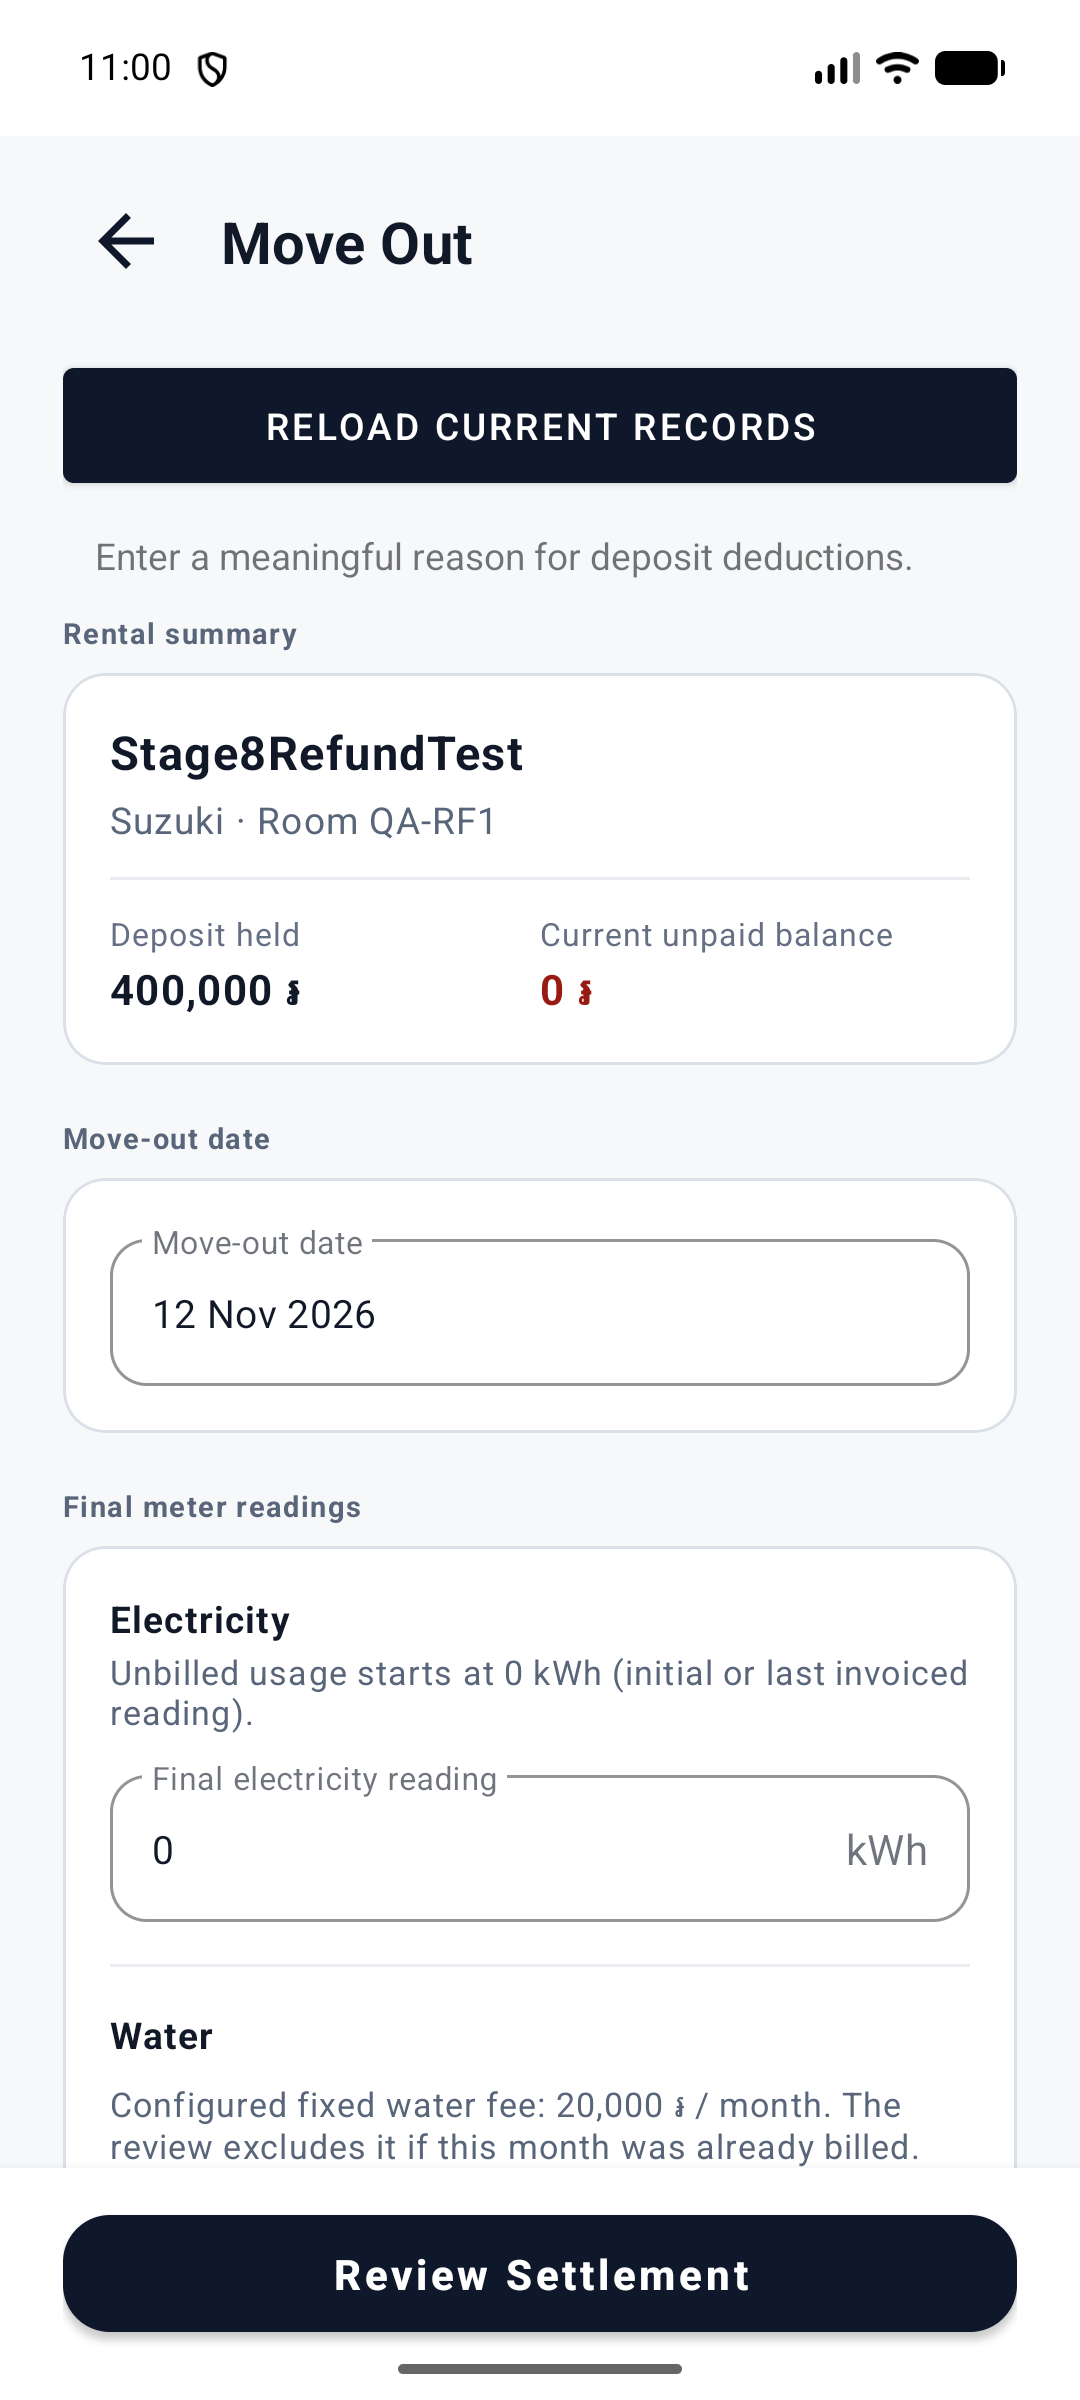 11:00
Move Out
RELOAD CURRENT RECORDS
Enter a meaningful reason for deposit deductions.
Rental summary
Stage8RefundTest
Suzuki · Room QA-RF1
Deposit held
Current unpaid balance
400,000 ៛
0 ៛
Move-out date
Move-out date
12 Nov 2026
Final meter readings
Electricity
Unbilled usage starts at 0 kWh (initial or last invoiced
reading).
Final electricity reading
0 kWh
Water
Configured fixed water fee: 20,000 ៛ / month. The
review excludes it if this month was already billed.
Review Settlement